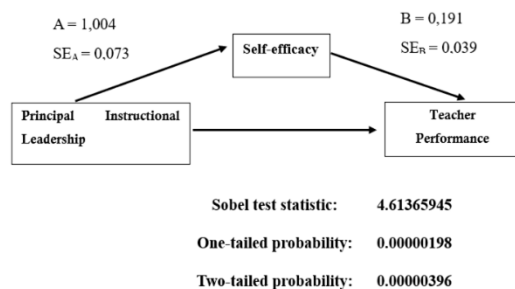 A = 1,004
SEA = 0,073
B = 0,191
SEB = 0.039
Self-efficacy
Principal Instructional
Leadership
Teacher
Performance
Sobel test statistic: 4.61365945
One-tailed probability: 0.00000198
Two-tailed probability: 0.00000396